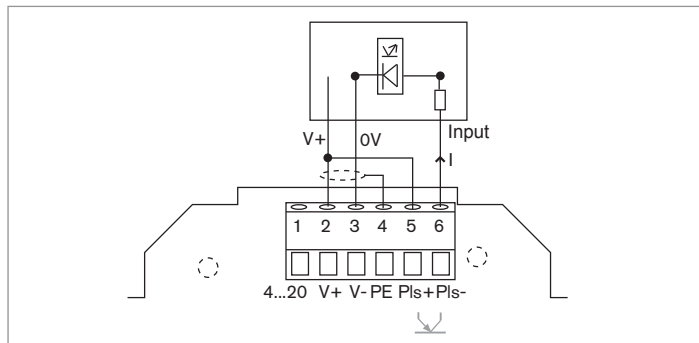 Input
V+ 0V
I
1 2 3 4 5 6
4...20 V+ V- PE Pls+ Pls-